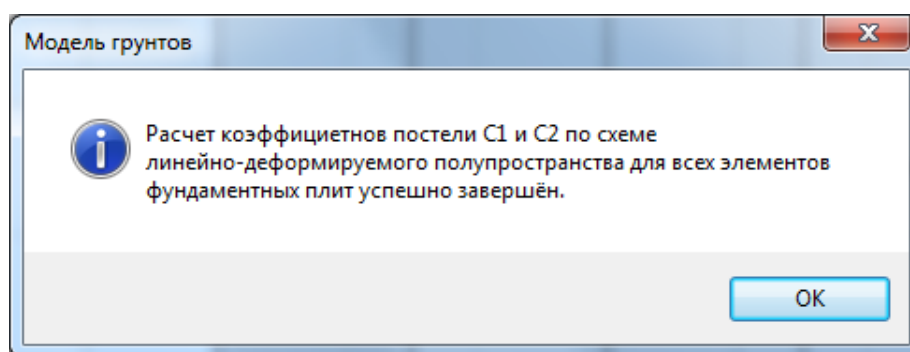 Модель грунтов
Расчет коэффициетнов постели С1 и С2 по схеме
линейно-деформируемого полупространства для всех элементов
фундаментных плит успешно завершён.
ОК